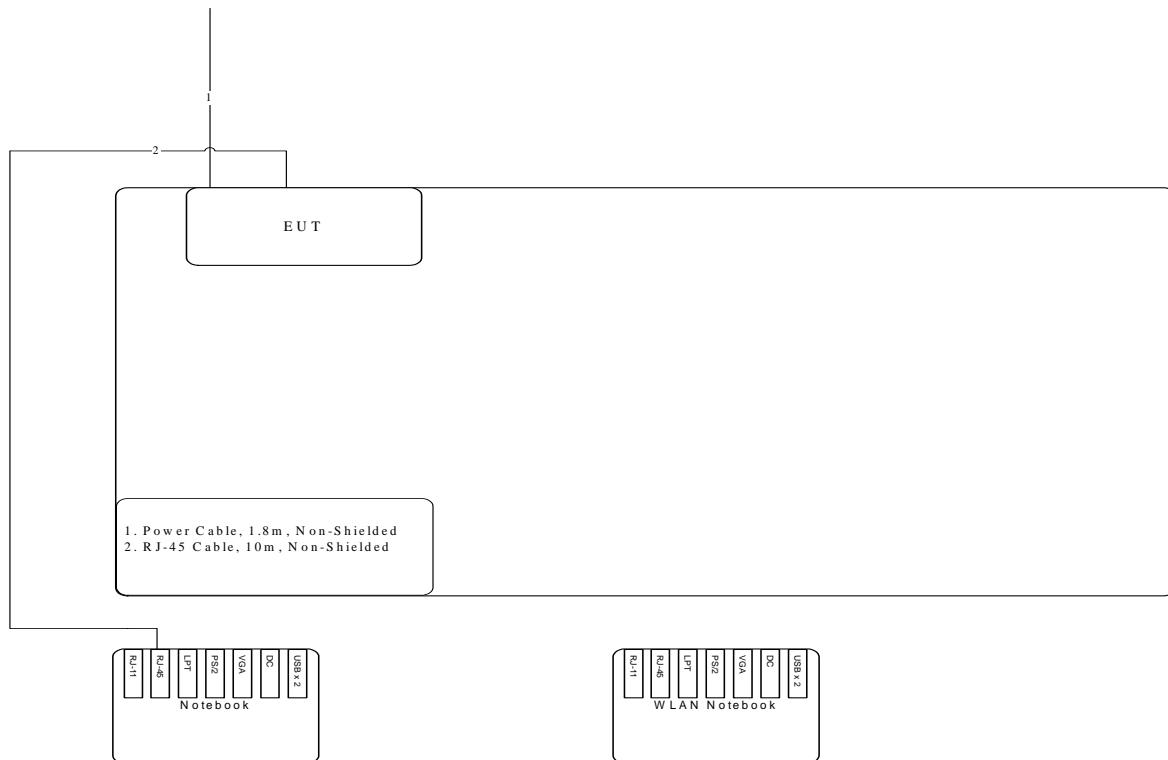 1
2
EUT
1. Power Cable, 1.8m, Non-Shielded
2. RJ-45 Cable, 10m, Non-Shielded
RJ-11
RJ-45
LPT
PS/2
VGA
DC
USB x 2
Notebook
RJ-11
RJ-45
LPT
PS/2
VGA
DC
USB x 2
WLAN Notebook